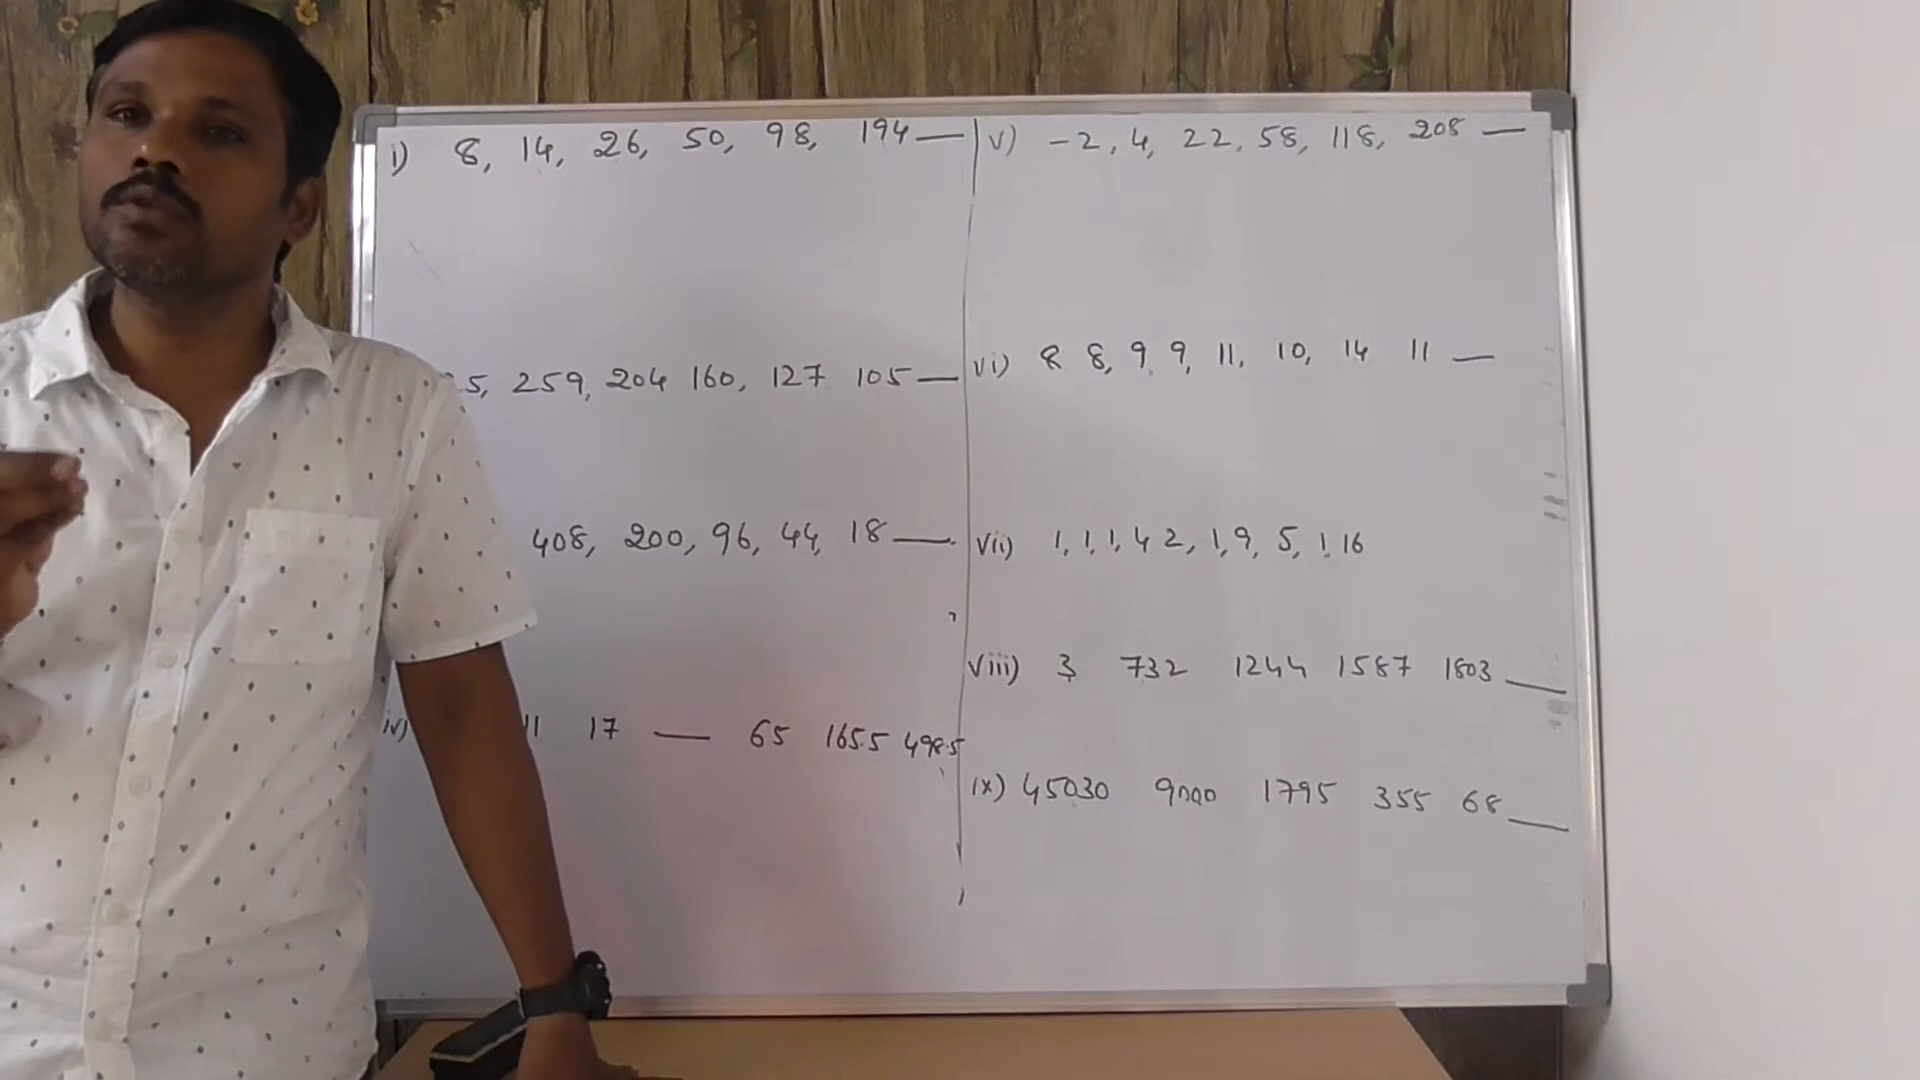 i) 8, 14, 26, 50, 98, 194 —
5, 259, 204 160, 127 105 —
408, 200, 96, 44, 18 —
iv) 11 17 — 65 165.5 498.5
v) -2, 4, 22, 58, 118, 208 —
vi) 8 8, 9, 9, 11, 10, 14 11 —
vii) 1, 1, 1, 4 2, 1, 9, 5, 1, 16
viii) 3 732 1244 1587 1803 —
ix) 45030 9000 1795 355 68 —